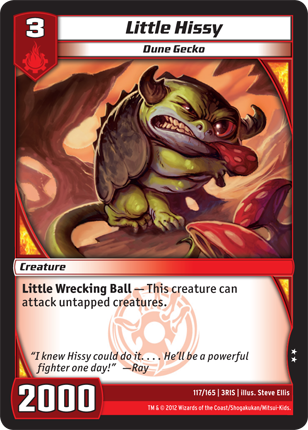 3
Little Hissy
Dune Gecko
Creature
Little Wrecking Ball — This creature can
attack untapped creatures.
“I knew Hissy could do it. . . . He’ll be a powerful
fighter one day!” —Ray
2000
117/165 | 3RIS | Illus. Steve Ellis
TM & © 2012 Wizards of the Coast/Shogakukan/Mitsui-Kids.